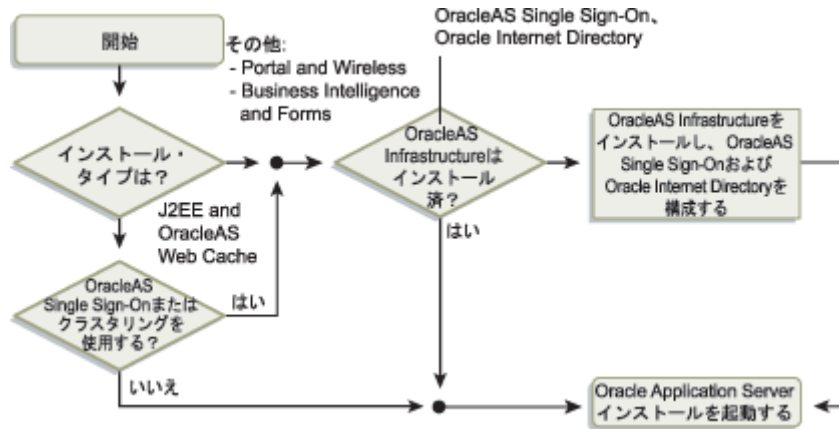 開始
その他:
- Portal and Wireless
- Business Intelligence
and Forms
OracleAS Single Sign-On、
Oracle Internet Directory
インストール・
タイプは？
OracleAS
Infrastructureは
インストール
済？
OracleAS Infrastructureを
インストールし、OracleAS
Single Sign-Onおよび
Oracle Internet Directoryを
構成する
J2EE and
OracleAS
Web Cache
はい
OracleAS
Single Sign-Onまたは
クラスタリングを
使用する？
はい
いいえ
Oracle Application Server
インストールを起動する